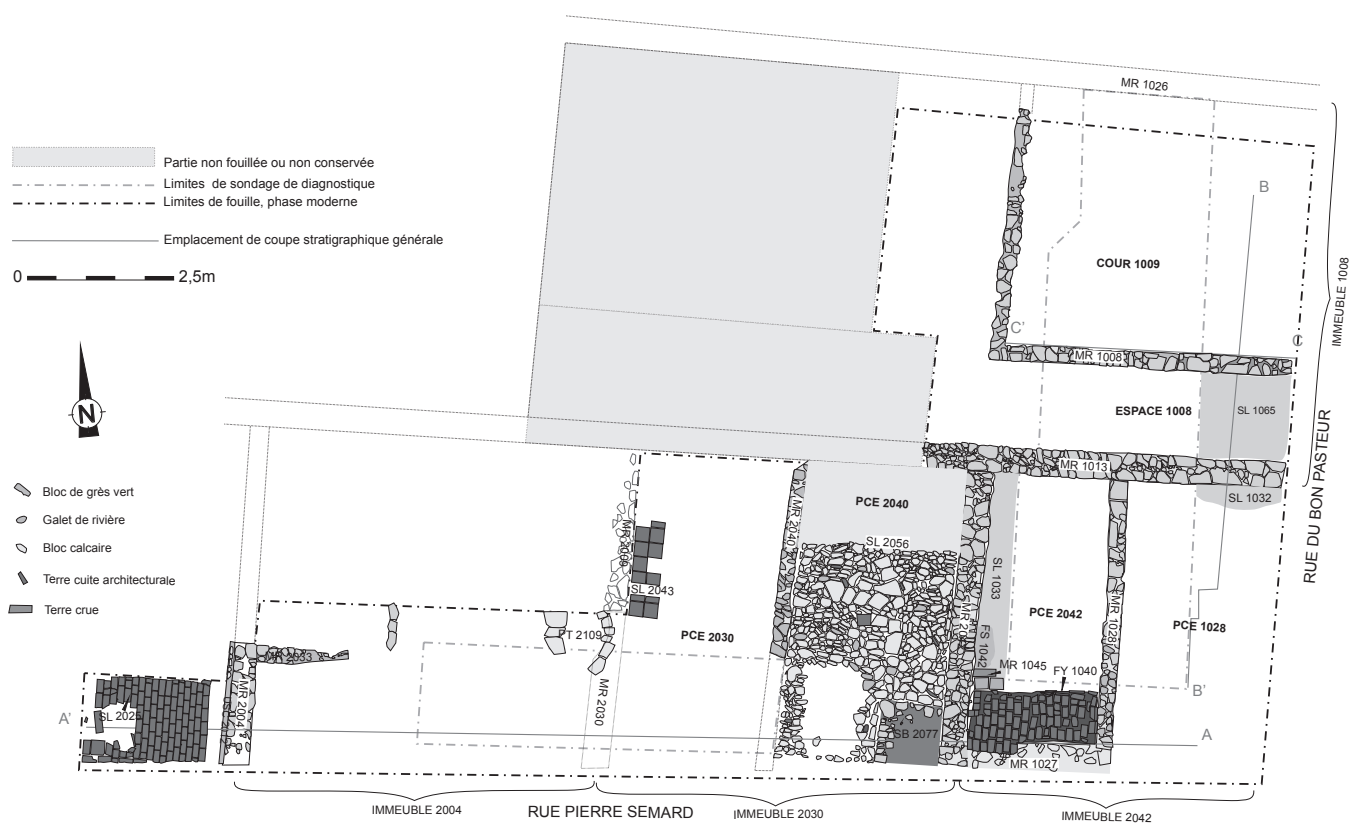 MR 1026
Partie non fouillée ou non conservée
Limites de sondage de diagnostique
Limites de fouille, phase moderne
Emplacement de coupe stratigraphique générale
0
2,5m
N
B
COUR 1009
IMMEUBLE 1008
C'
C
MR 1008
ESPACE 1008
SL 1065
MR 1013
SL 1032
RUE DU BON PASTEUR
Bloc de grès vert
Galet de rivière
Bloc calcaire
Terre cuite architecturale
Terre crue
PCE 2040
MR 2040
SL 2056
SL 1033
SL 2043
PCE 2030
PCE 2042
MR 1028
PCE 1028
PT 2109
FS 1042
MR 1045
FY 1040
MR 2030
B'
A'
SL 2025
MR 2004
SB 2077
A
MR 1027
IMMEUBLE 2004
RUE PIERRE SEMARD
IMMEUBLE 2030
IMMEUBLE 2042